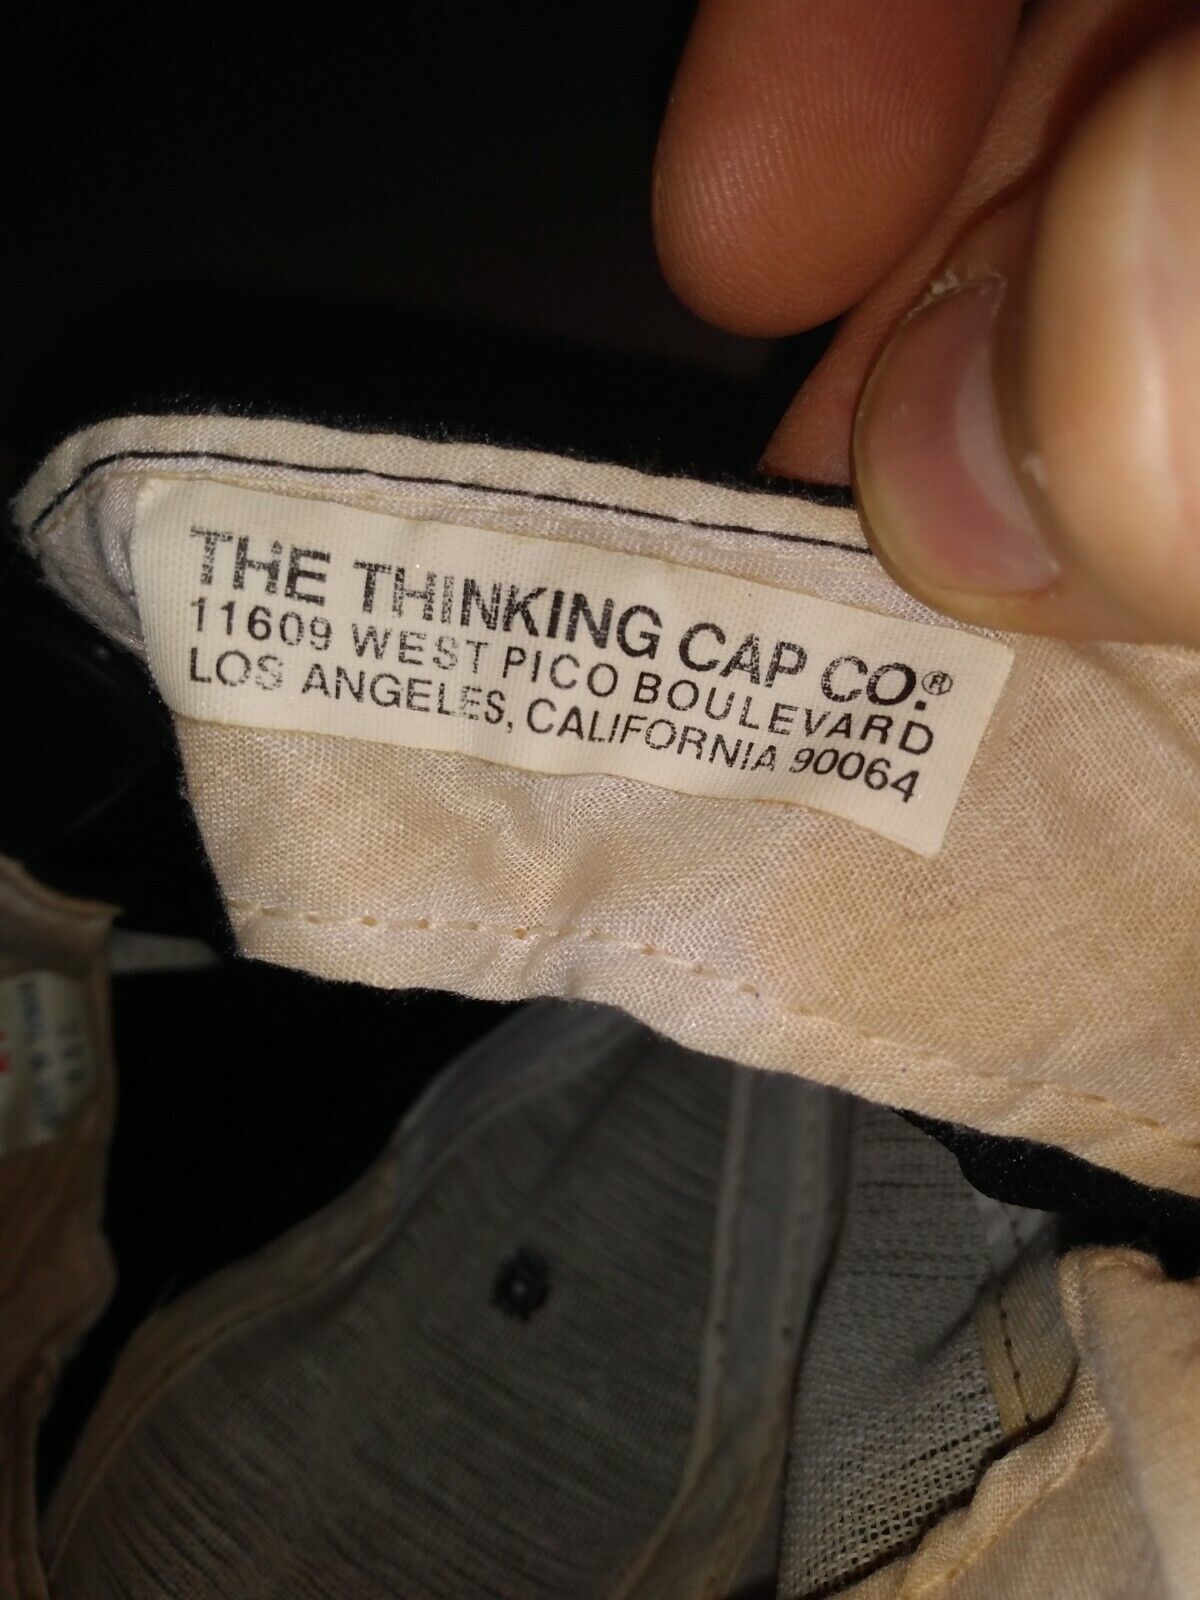 THE THINKING CAP CO.®
11609 WEST PICO BOULEVARD
LOS ANGELES, CALIFORNIA 90064